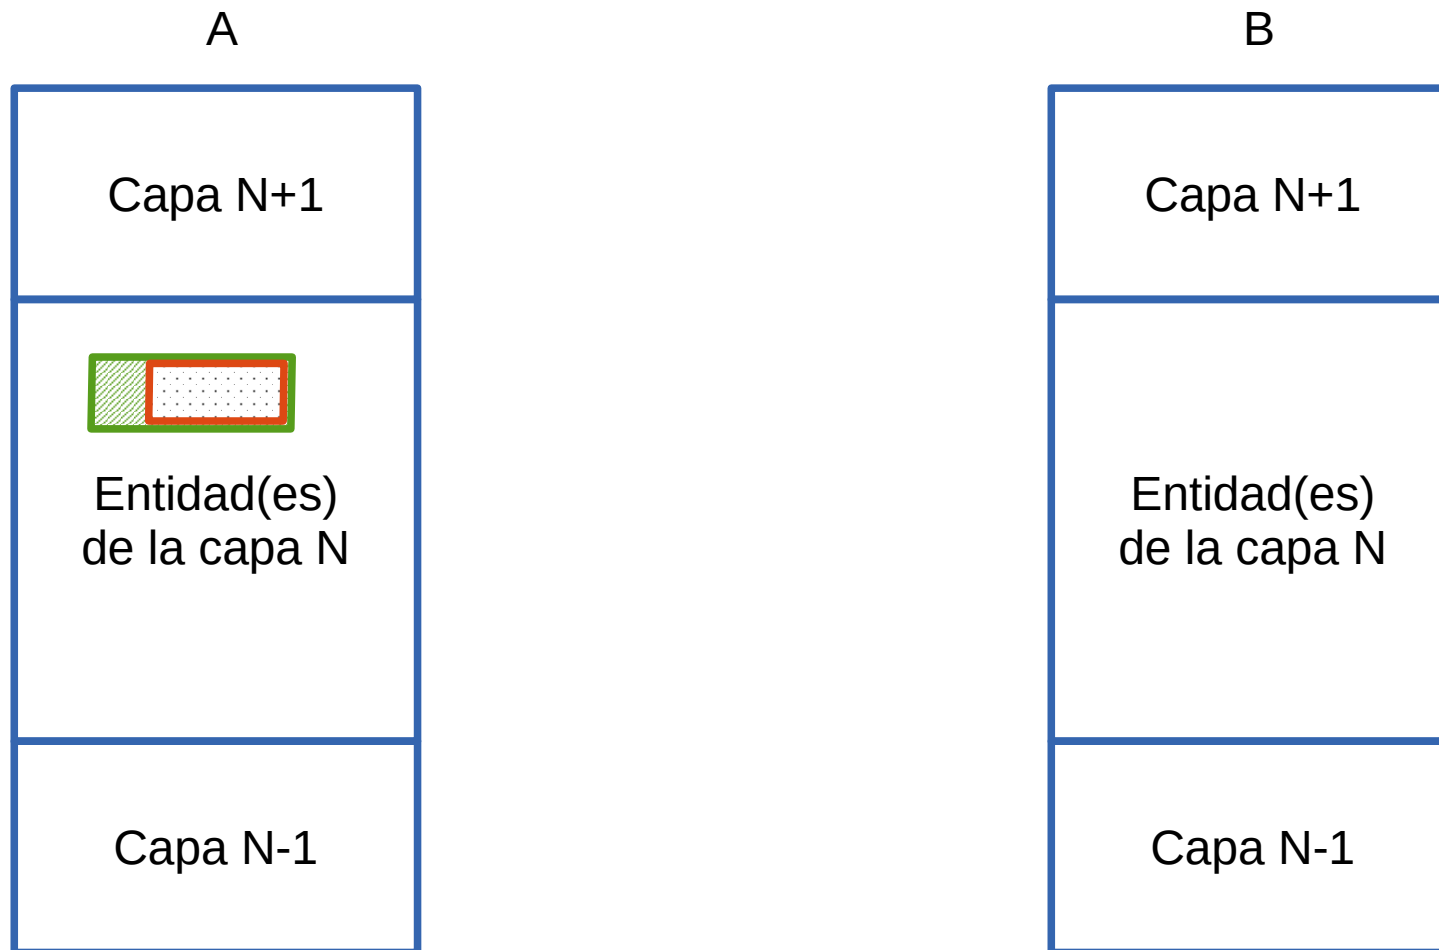 A
B
Capa N+1
Capa N+1
Entidad(es)
de la capa N
Entidad(es)
de la capa N
Capa N-1
Capa N-1